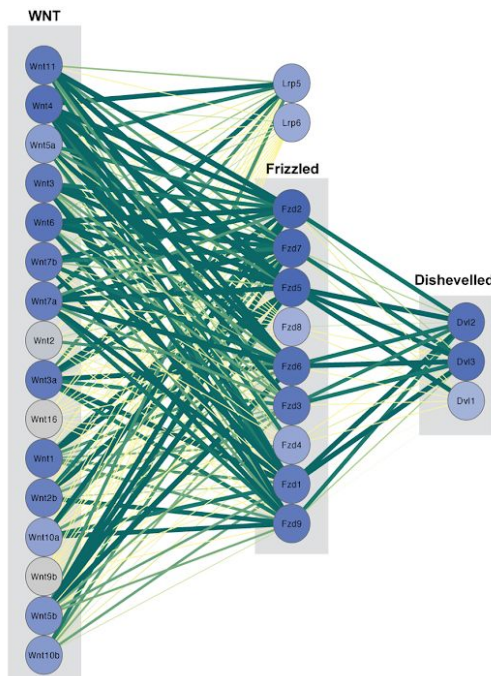 WNT
Wnt11
Wnt4
Wnt5a
Wnt3
Wnt6
Wnt7b
Wnt7a
Wnt2
Wnt3a
Wnt16
Wnt1
Wnt2b
Wnt10a
Wnt9b
Wnt5b
Wnt10b
Lrp5
Lrp6
Frizzled
Fzd2
Fzd7
Fzd5
Fzd8
Fzd6
Fzd3
Fzd4
Fzd1
Fzd9
Dishevelled
Dvl2
Dvl3
Dvl1